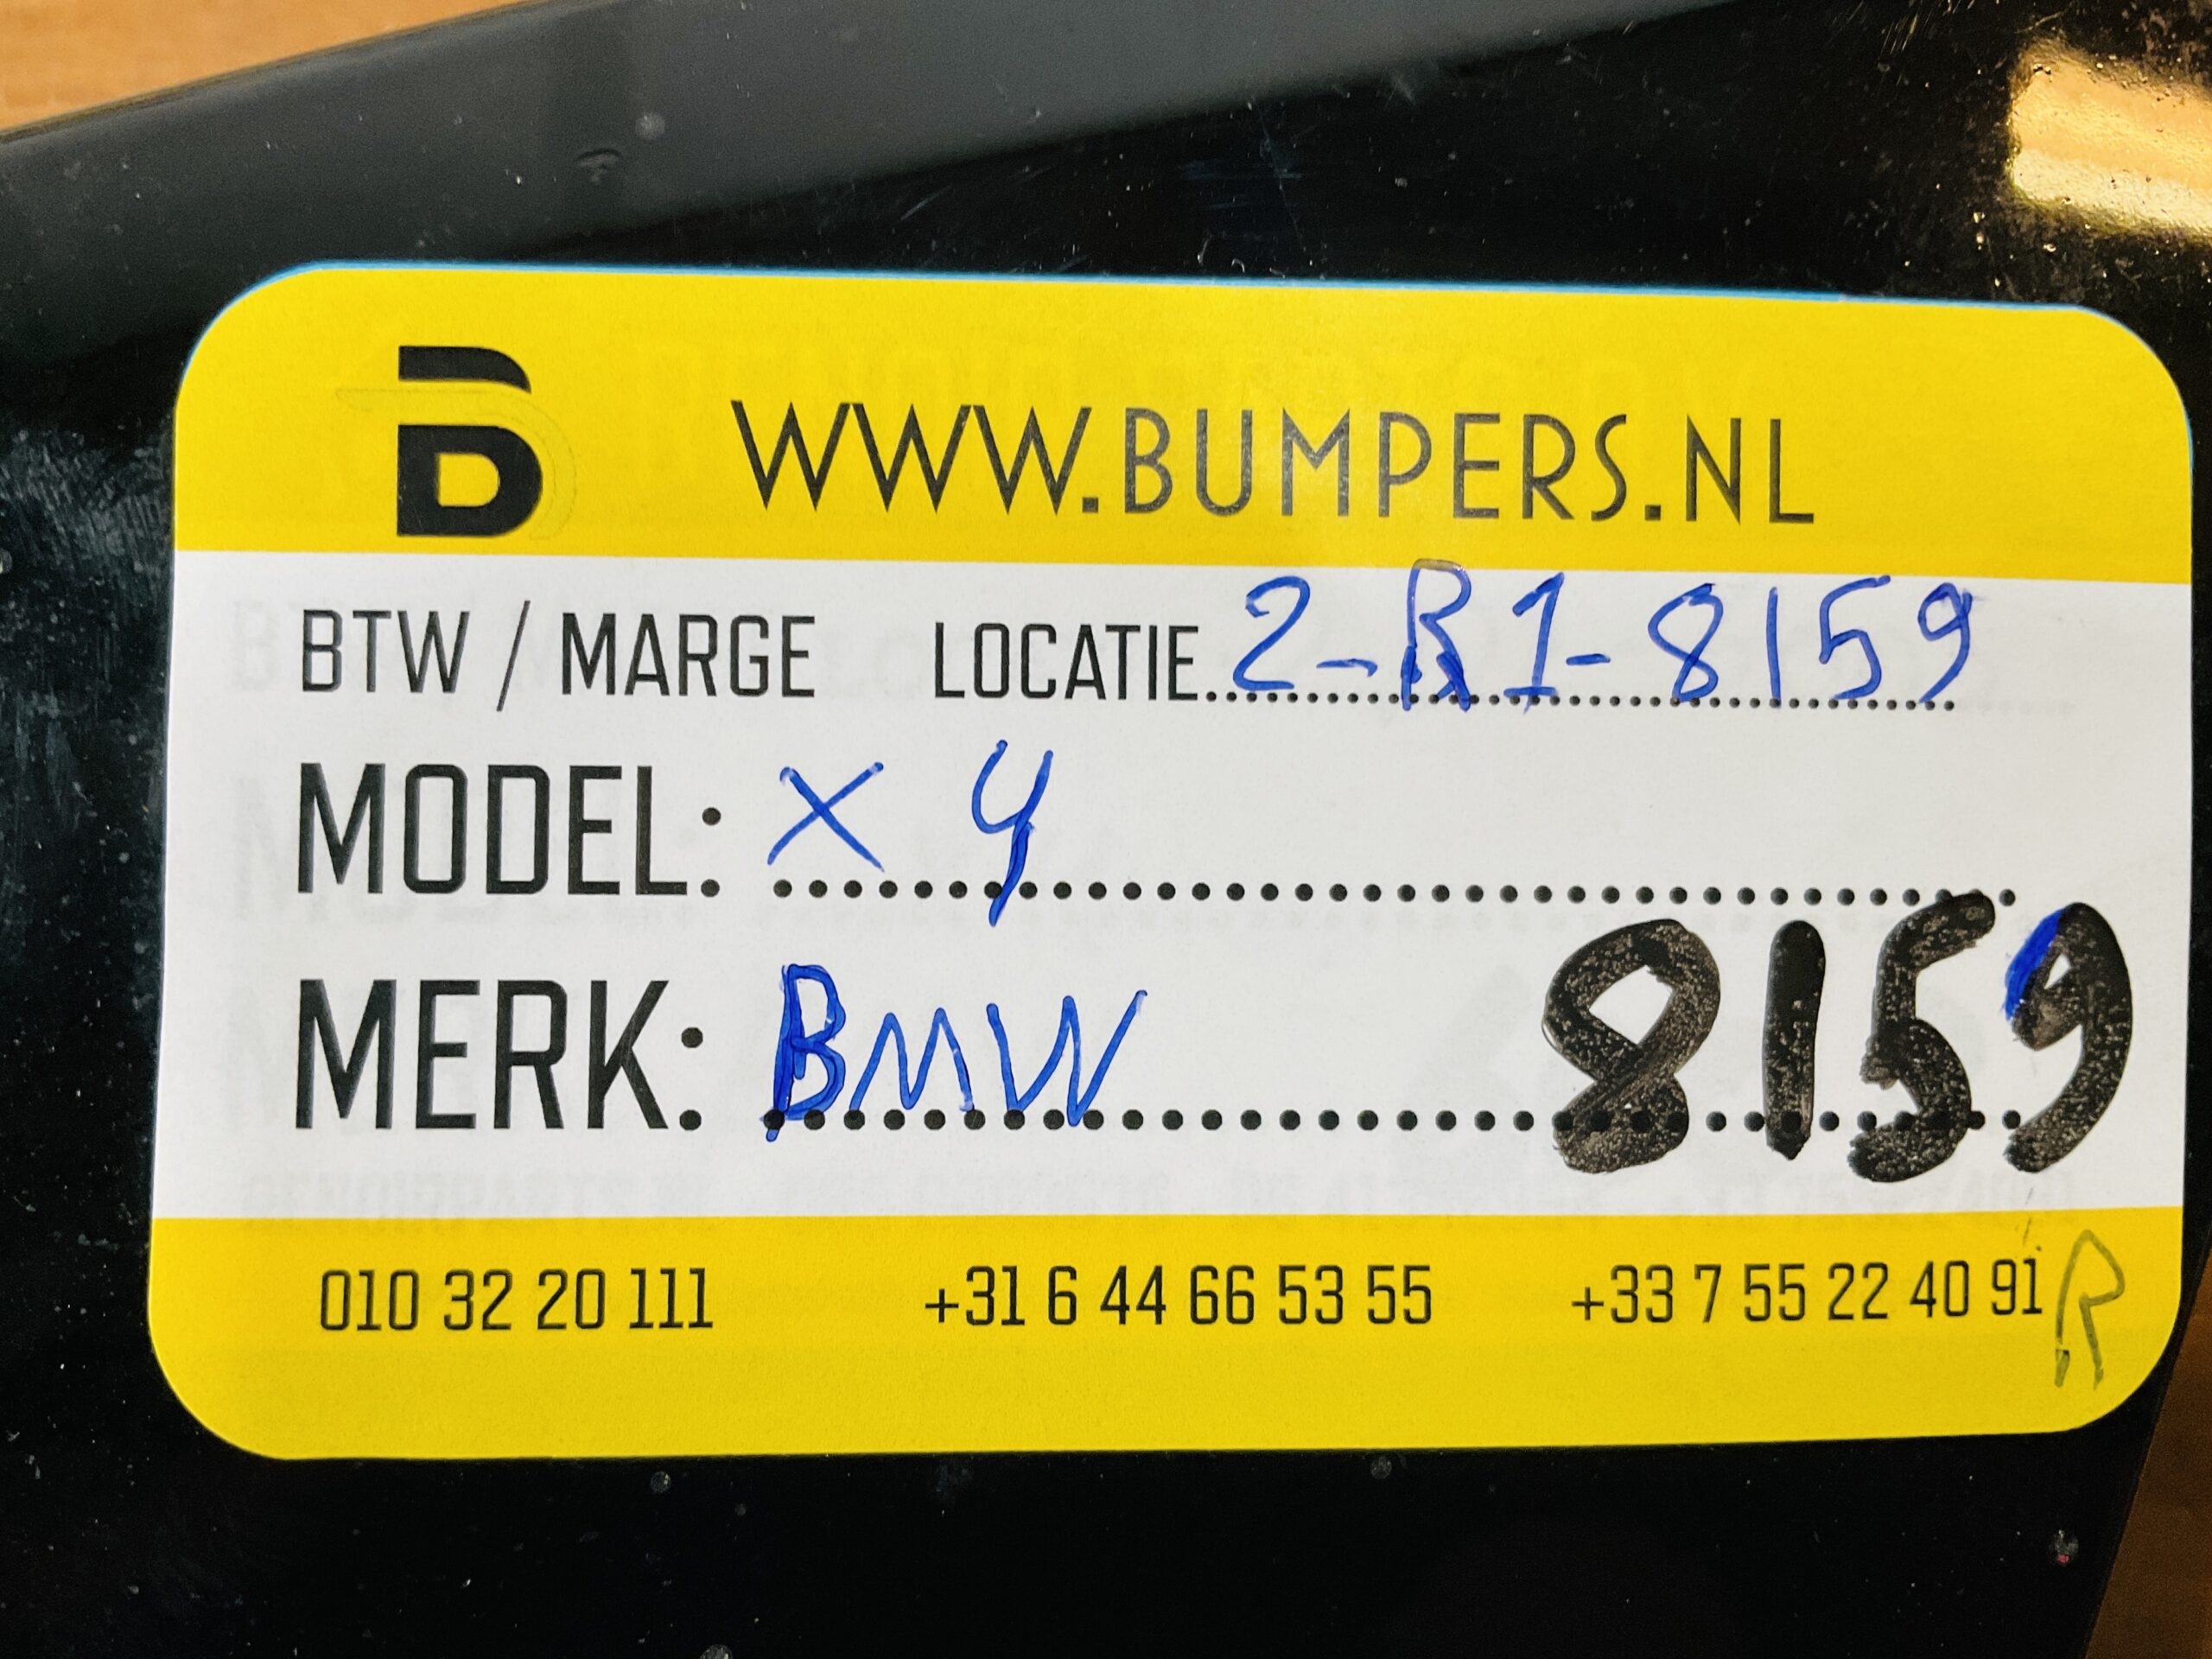 B WWW.BUMPERS.NL
BTW / MARGE LOCATIE 2-R1-8159
MODEL: X 4
MERK: BMW 8159
010 32 20 111 +31 6 44 66 53 55 +33 7 55 22 40 91 R